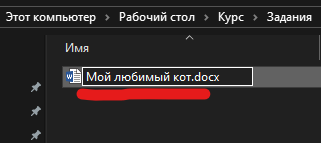 Этот компьютер > Рабочий стол > Курс > Задания
Имя
Мой любимый кот.docx